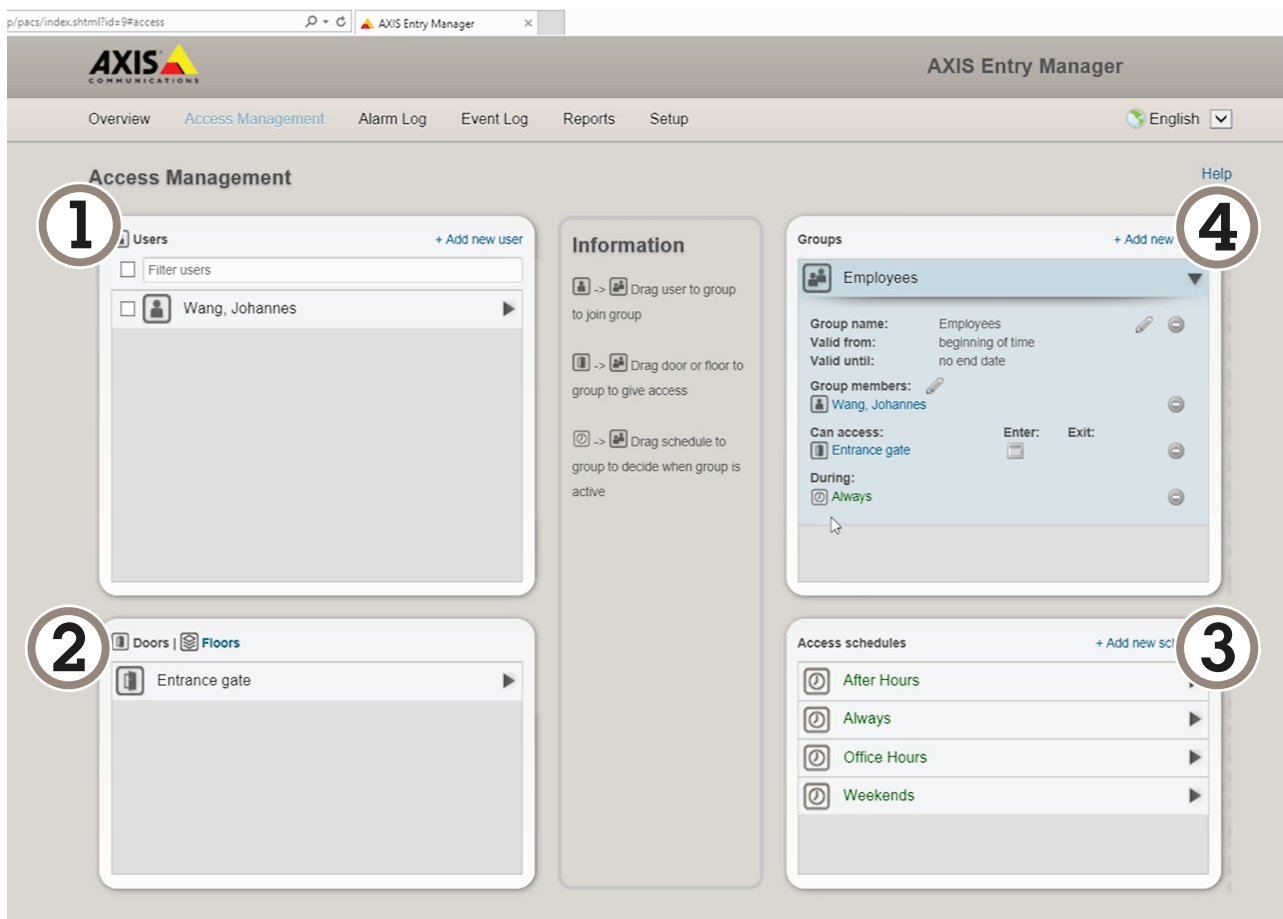 p/pacs/index.shtml?id=9#access
AXIS Entry Manager
AXIS
COMMUNICATIONS
AXIS Entry Manager
Overview
Access Management
Alarm Log
Event Log
Reports
Setup
English
Access Management
Help
1
Users
+ Add new user
Filter users
Wang, Johannes
Information
-> Drag user to group
to join group
-> Drag door or floor to
group to give access
-> Drag schedule to
group to decide when group is
active
4
Groups
+ Add new
Employees
Group name: Employees
Valid from: beginning of time
Valid until: no end date
Group members:
Wang, Johannes
Can access: Enter: Exit:
Entrance gate
During:
Always
2
Doors | Floors
Entrance gate
3
Access schedules
+ Add new
After Hours
Always
Office Hours
Weekends